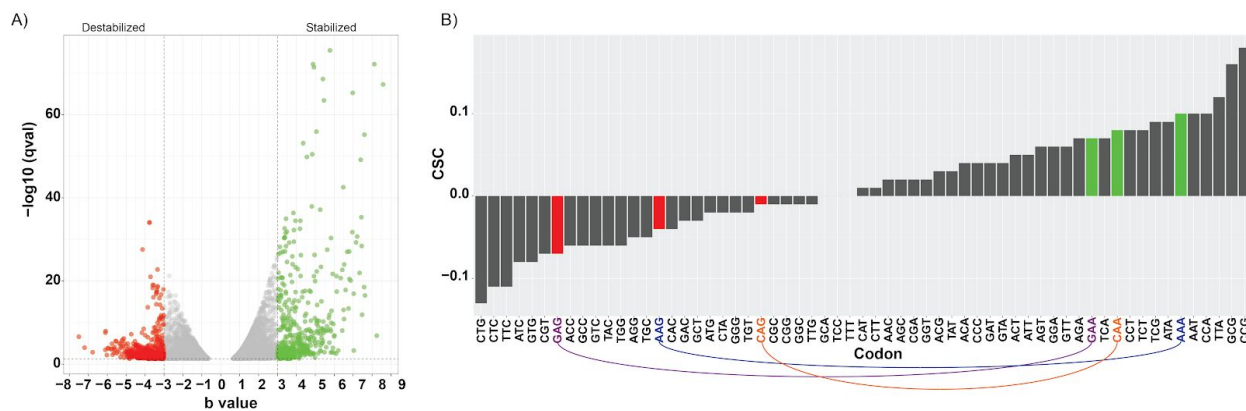 A)
Destabilized
Stabilized
−log10 (qval)
60
40
20
0
−8 −7 −6 −5 −4 −3 −2 −1 0 1 2 3 4 5 6 7 8 9
b value
B)
CSC
0.1
0.0
−0.1
CTG CTC TTC ATC GTG CGT GAG ACC GCC GTC TAC TGG AGG TGC AAG CAC GAC GCT ATG CTA GGG TGT CAG CGC CGG GGC TTG GCA TCC TTT CAT CTT AAC AGC CGA GGT ACG TAT ACA CCC GAT GTA ACT ATT AGT GGA GTT AGA GAA TCA CAA CCT TCT TCG ATA AAA AAT CCA TTA GCG CCG
Codon